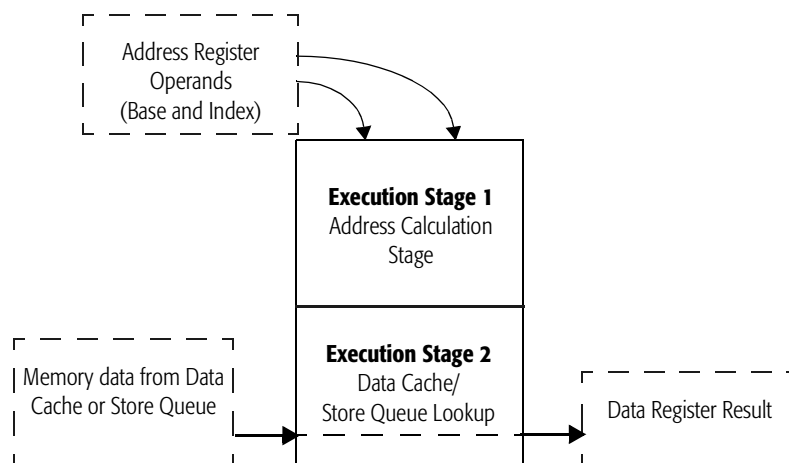 Address Register
Operands
(Base and Index)
Execution Stage 1
Address Calculation
Stage
Execution Stage 2
Data Cache/
Store Queue Lookup
Memory data from Data
Cache or Store Queue
Data Register Result